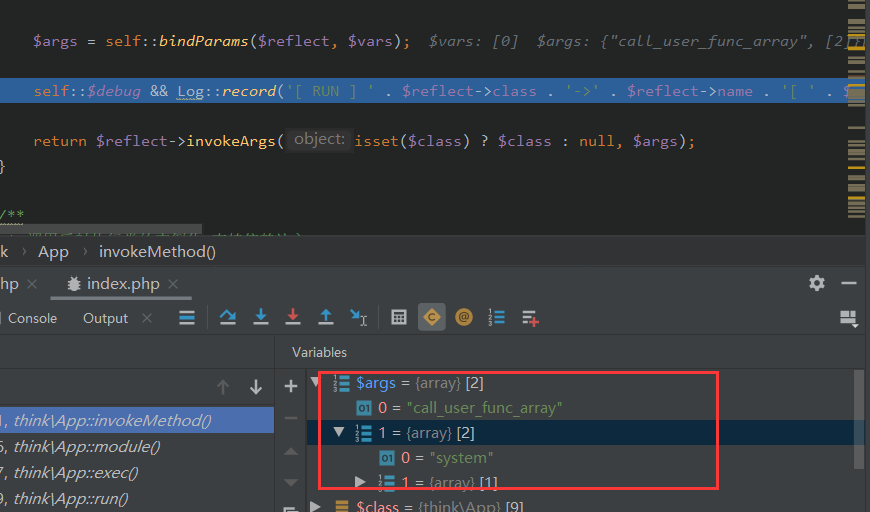 $args = self::bindParams($reflect, $vars); $vars: [0] $args: {"call_user_func_array", [2]}
self::$debug && Log::record('[ RUN ] ' . $reflect->class . '->' . $reflect->name . '[ ' . $
return $reflect->invokeArgs( object: isset($class) ? $class : null, $args);
}
/**
k › App › invokeMethod()
hp × index.php ×
Console Output ×
Variables
$args = {array} [2]
0 = "call_user_func_array"
, think\App::invokeMethod()
1 = {array} [2]
, think\App::module()
0 = "system"
7, think\App::exec()
1 = {array} [1]
9, think\App::run()
$class = {think\App} [9]